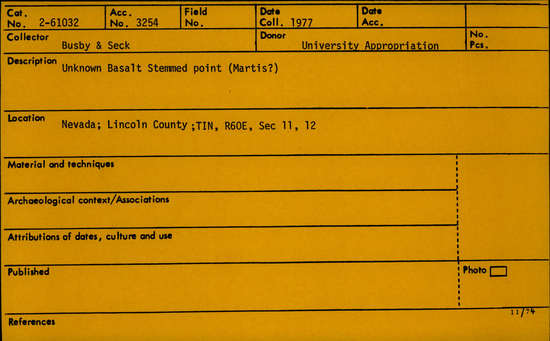 Cat. Acc. Field Date Date
No. 2-61032 No. 3254 No. Coll. 1977 Acc.
Collector Donor No.
Busby & Seck University Appropriation Pcs.
Description Unknown Basalt Stemmed point (Martis?)
Location
Nevada; Lincoln County ;TIN, R60E, Sec 11, 12
Material and techniques
Archaeological context/Associations
Attributions of dates, culture and use
Published Photo
11/74
References